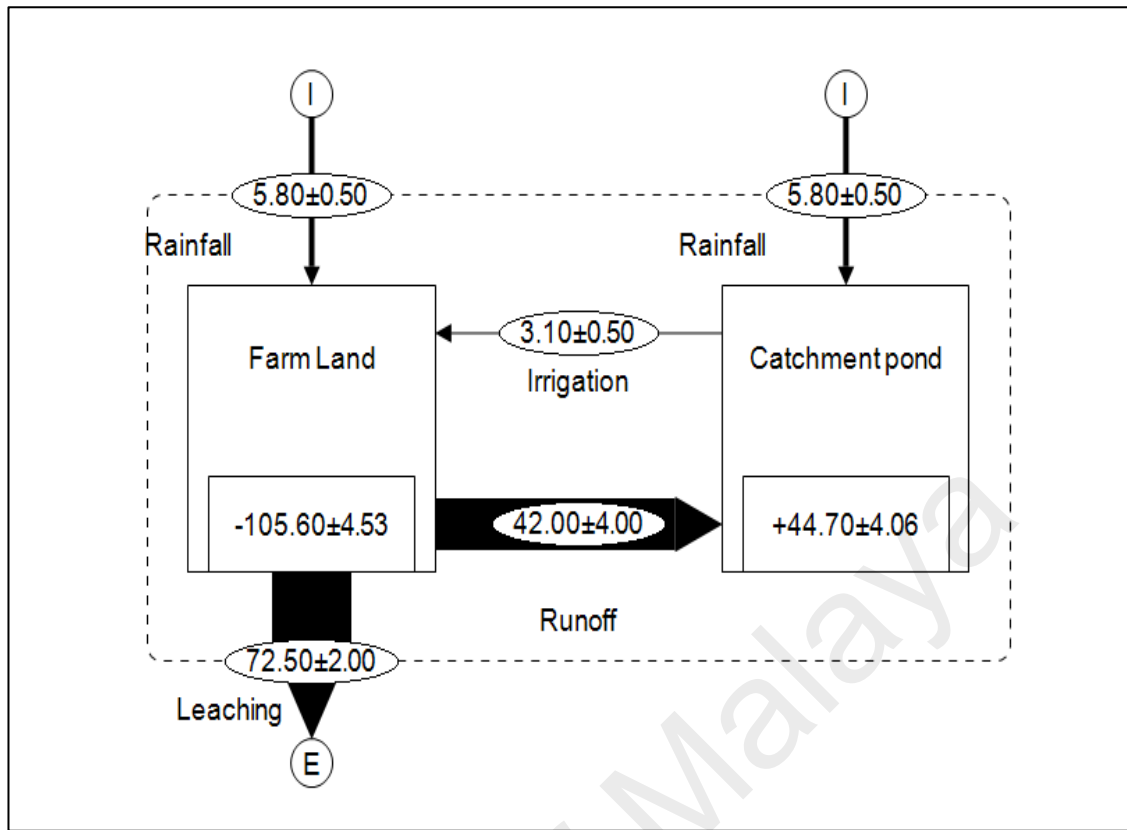 I
I
5.80±0.50
5.80±0.50
Rainfall
Rainfall
3.10±0.50
Farm Land
Catchment pond
Irrigation
-105.60±4.53
42.00±4.00
+44.70±4.06
Runoff
72.50±2.00
Leaching
E
Malaya